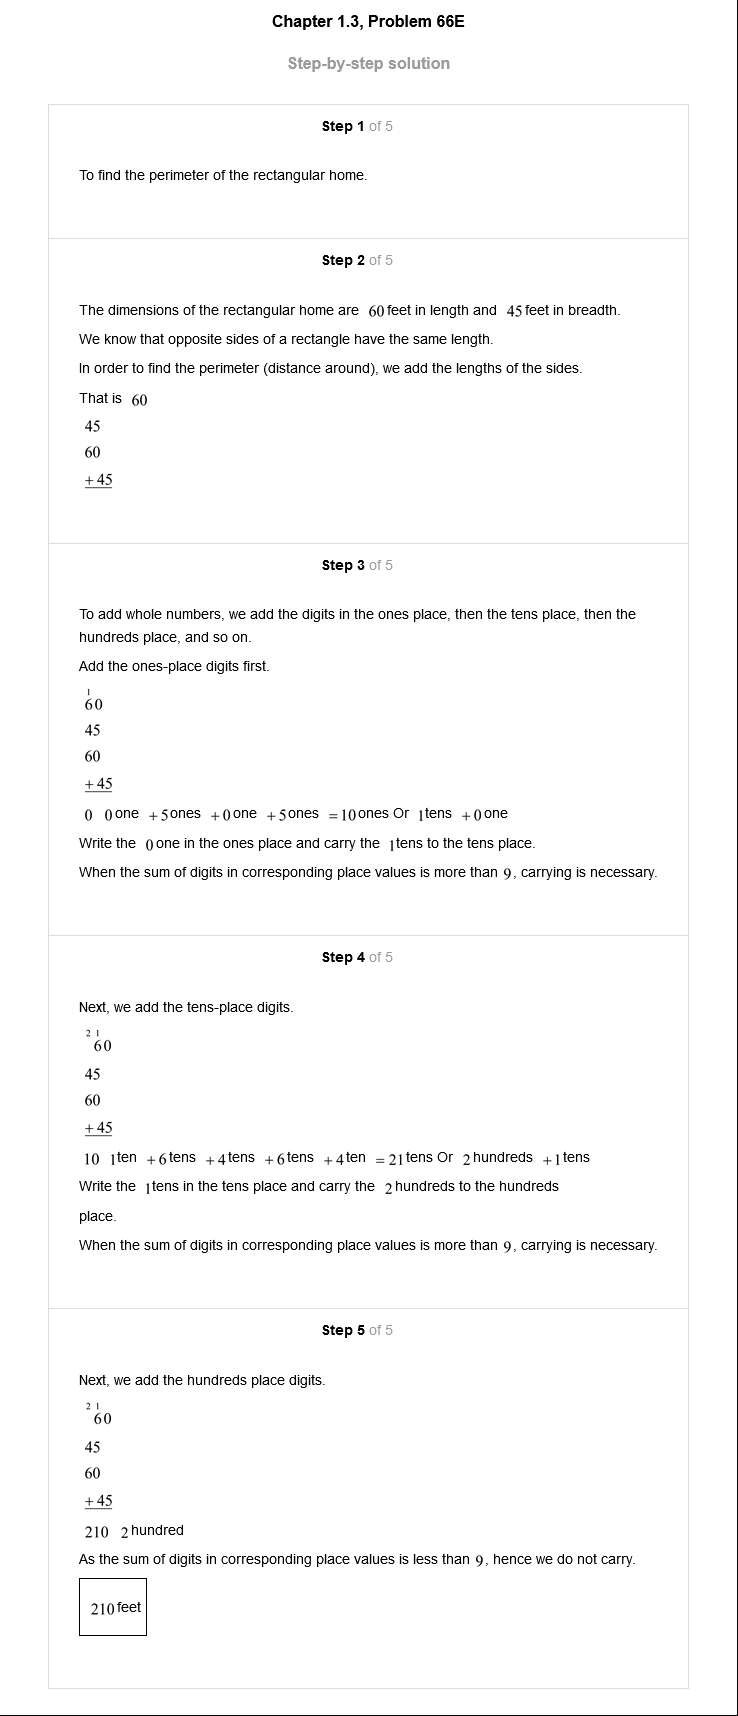 Chapter 1.3, Problem 66E
Step-by-step solution
Step 1 of 5
To find the perimeter of the rectangular home.
Step 2 of 5
The dimensions of the rectangular home are 60 feet in length and 45 feet in breadth.
We know that opposite sides of a rectangle have the same length.
In order to find the perimeter (distance around), we add the lengths of the sides.
That is 60
45
60
+ 45
Step 3 of 5
To add whole numbers, we add the digits in the ones place, then the tens place, then the
hundreds place, and so on.
Add the ones-place digits first.
1
60
45
60
+ 45
0 0 one + 5 ones + 0 one + 5 ones = 10 ones Or 1 tens + 0 one
Write the 0 one in the ones place and carry the 1 tens to the tens place.
When the sum of digits in corresponding place values is more than 9, carrying is necessary.
Step 4 of 5
Next, we add the tens-place digits.
2 1
60
45
60
+ 45
10 1 ten + 6 tens + 4 tens + 6 tens + 4 ten = 21 tens Or 2 hundreds + 1 tens
Write the 1 tens in the tens place and carry the 2 hundreds to the hundreds
place.
When the sum of digits in corresponding place values is more than 9, carrying is necessary.
Step 5 of 5
Next, we add the hundreds place digits.
2 1
60
45
60
+ 45
210 2 hundred
As the sum of digits in corresponding place values is less than 9, hence we do not carry.
210 feet